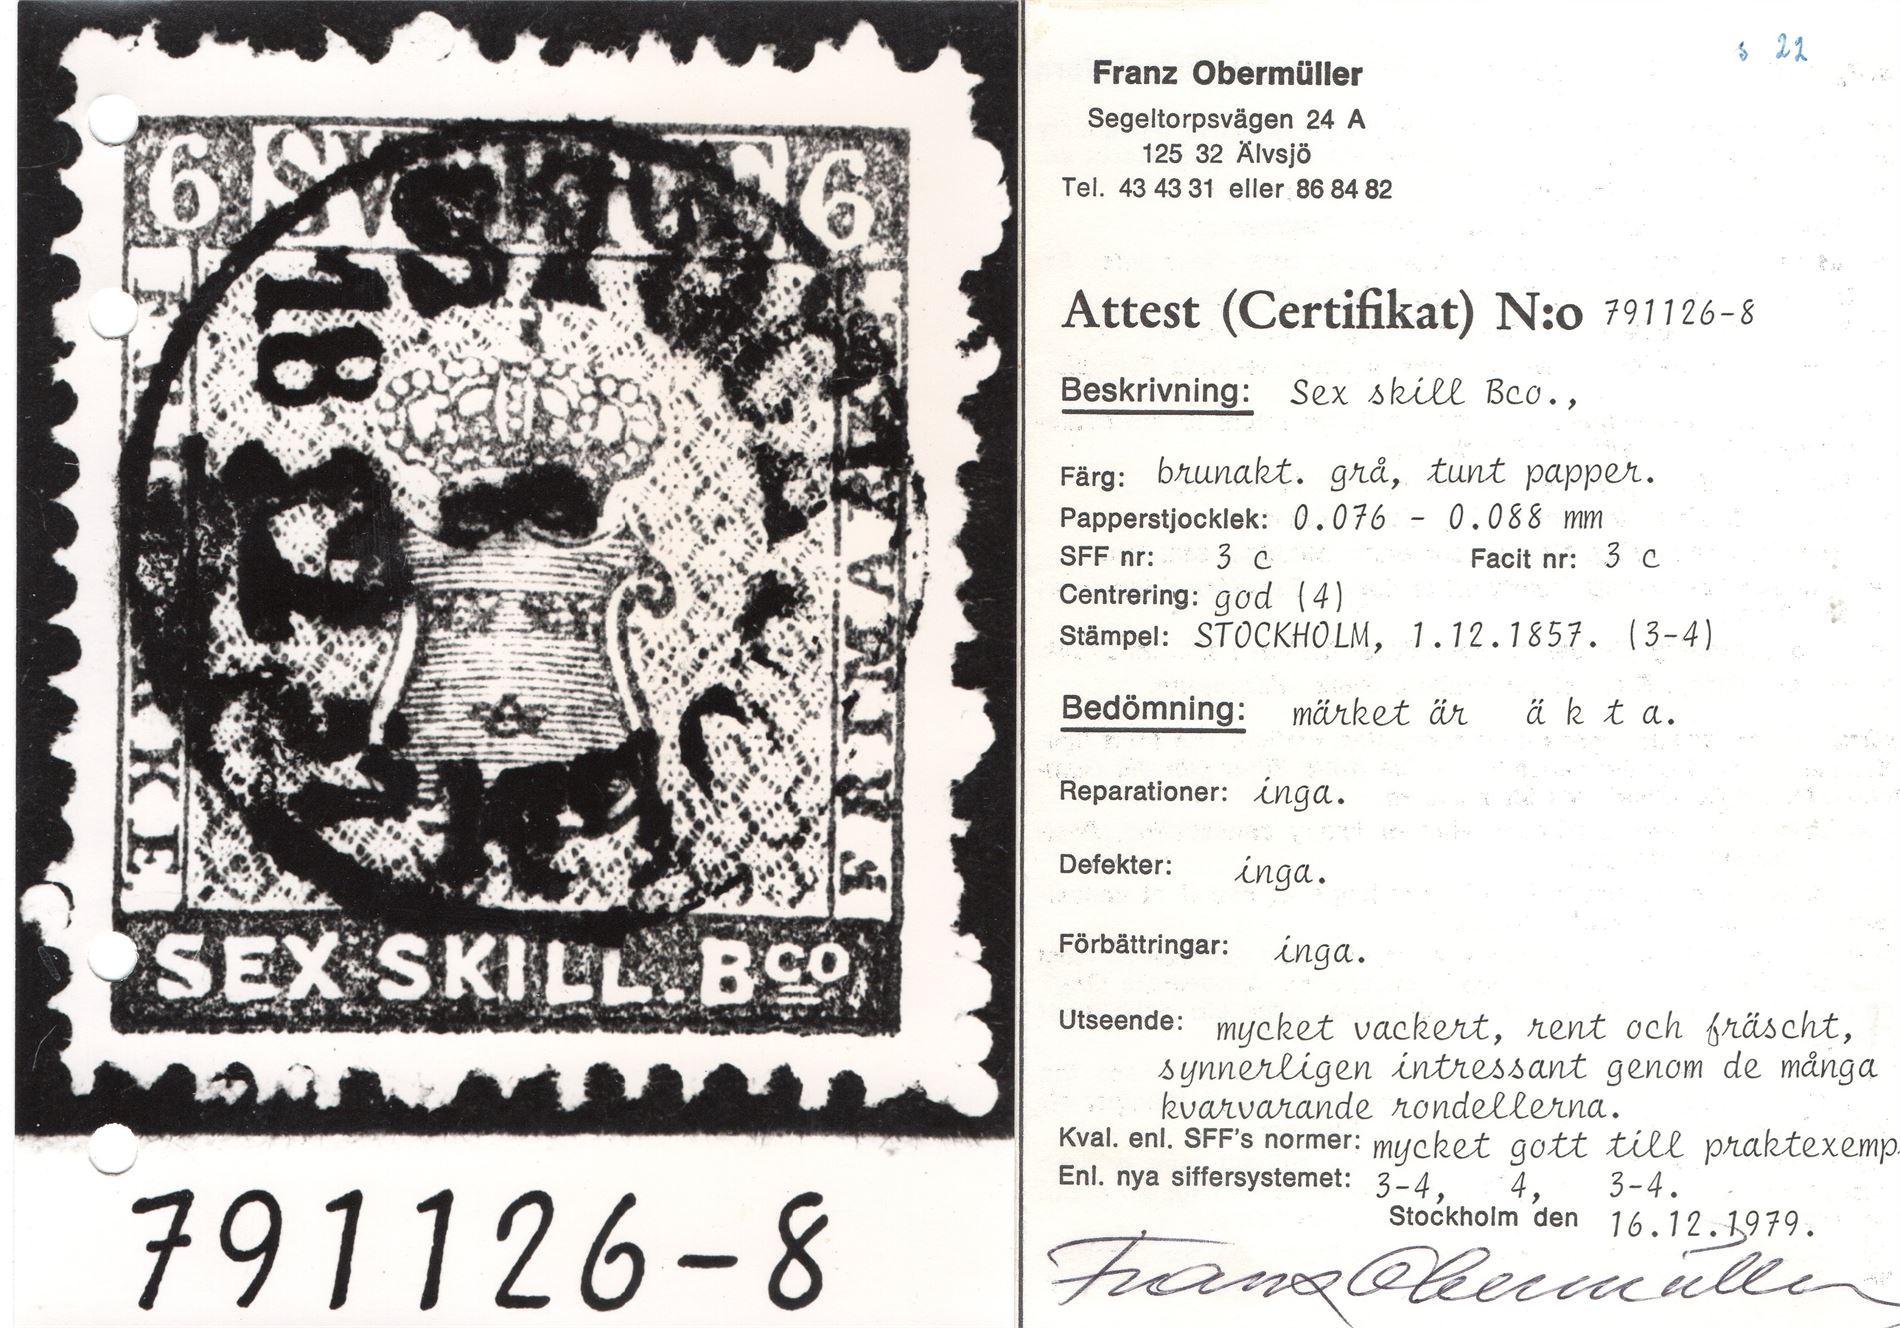 6 6
FRIMÄRKE
18
12
SEX SKILL. Bco.
791126-8
s 22
Franz Obermüller
Segeltorpsvägen 24 A
125 32 Älvsjö
Tel. 43 43 31 eller 86 84 82
Attest (Certifikat) N:o 791126-8
Beskrivning: Sex skill Bco.,
Färg: brunakt. grå, tunt papper.
Papperstjocklek: 0.076 - 0.088 mm
SFF nr: 3 c Facit nr: 3 c
Centrering: god (4)
Stämpel: STOCKHOLM, 1.12.1857. (3-4)
Bedömning: märket är ä k t a.
Reparationer: inga.
Defekter: inga.
Förbättringar: inga.
Utseende: mycket vackert, rent och fräscht,
synnerligen intressant genom de många
kvarvarande rondellerna.
Kval. enl. SFF's normer: mycket gott till praktexemp.
Enl. nya siffersystemet: 3-4, 4, 3-4.
Stockholm den 16.12.1979.
Franz Obermüller